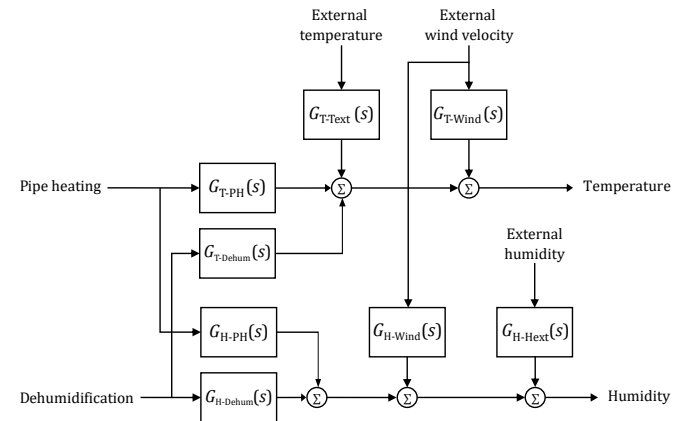 External
temperature
External
wind velocity
G_T-Text (s)
G_T-Wind(s)
Pipe heating
G_T-PH(s)
Σ
Σ
Temperature
G_T-Dehum(s)
External
humidity
G_H-PH(s)
G_H-Wind(s)
G_H-Hext(s)
Dehumidification
G_H-Dehum(s)
Σ
Σ
Σ
Humidity